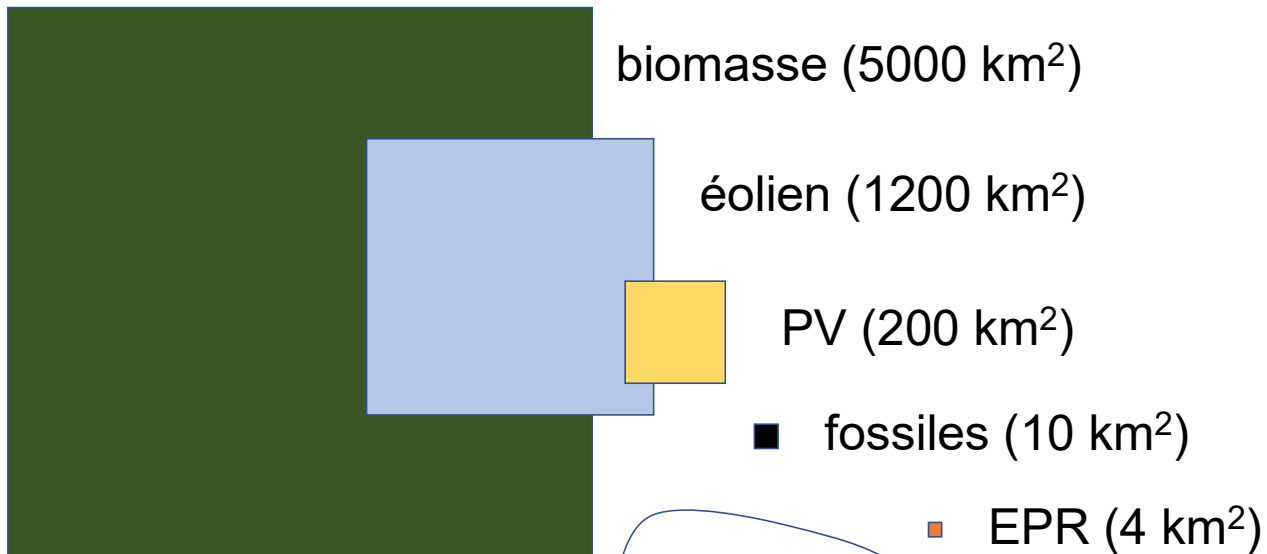 biomasse (5000 km²)
éolien (1200 km²)
PV (200 km²)
fossiles (10 km²)
EPR (4 km²)